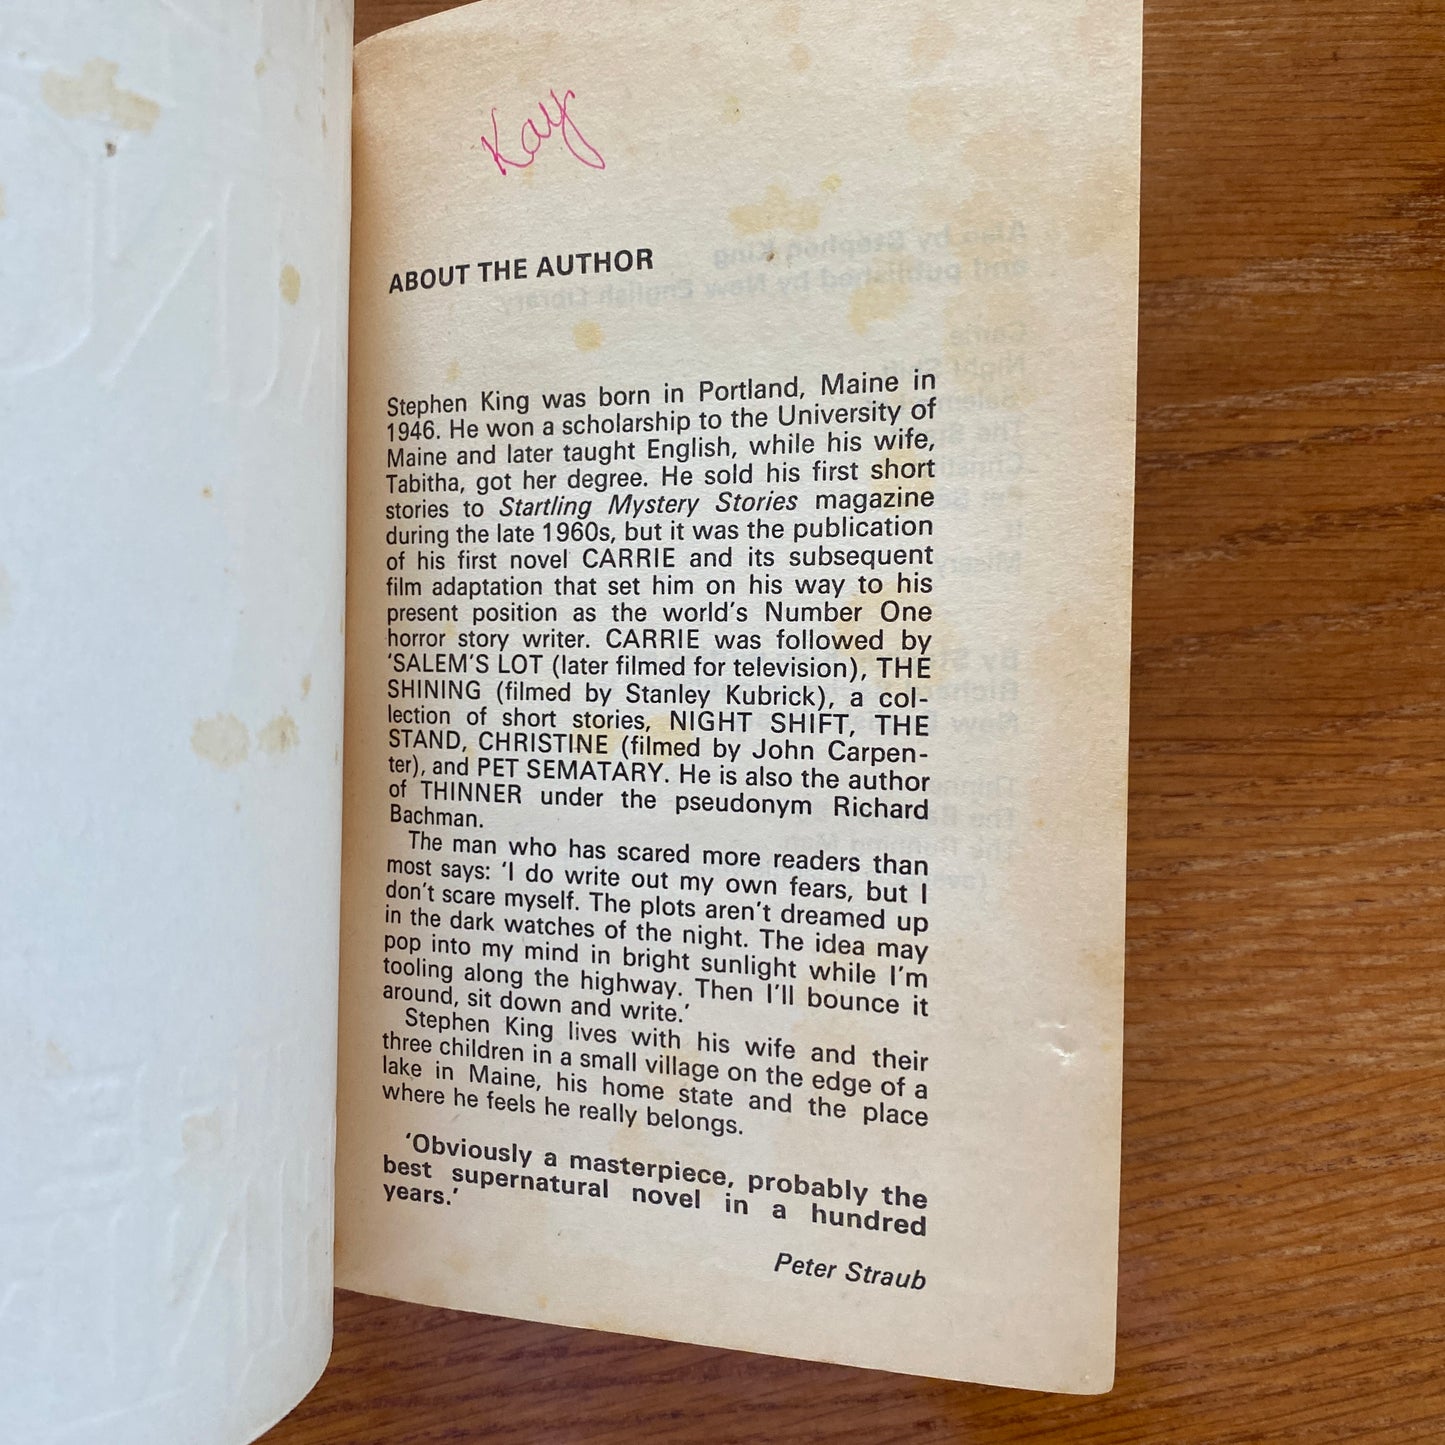 Kay
ABOUT THE AUTHOR
Stephen King was born in Portland, Maine in
1946. He won a scholarship to the University of
Maine and later taught English, while his wife,
Tabitha, got her degree. He sold his first short
stories to Startling Mystery Stories magazine
during the late 1960s, but it was the publication
of his first novel CARRIE and its subsequent
film adaptation that set him on his way to his
present position as the world's Number One
horror story writer. CARRIE was followed by
'SALEM'S LOT (later filmed for television), THE
SHINING (filmed by Stanley Kubrick), a col-
lection of short stories, NIGHT SHIFT, THE
STAND, CHRISTINE (filmed by John Carpen-
ter), and PET SEMATARY. He is also the author
of THINNER under the pseudonym Richard
Bachman.
The man who has scared more readers than
most says: 'I do write out my own fears, but I
don't scare myself. The plots aren't dreamed up
in the dark watches of the night. The idea may
pop into my mind in bright sunlight while I'm
tooling along the highway. Then I'll bounce it
around, sit down and write.'
Stephen King lives with his wife and their
three children in a small village on the edge of a
lake in Maine, his home state and the place
where he feels he really belongs.
'Obviously a masterpiece, probably the
best supernatural novel in a hundred
years.'
Peter Straub